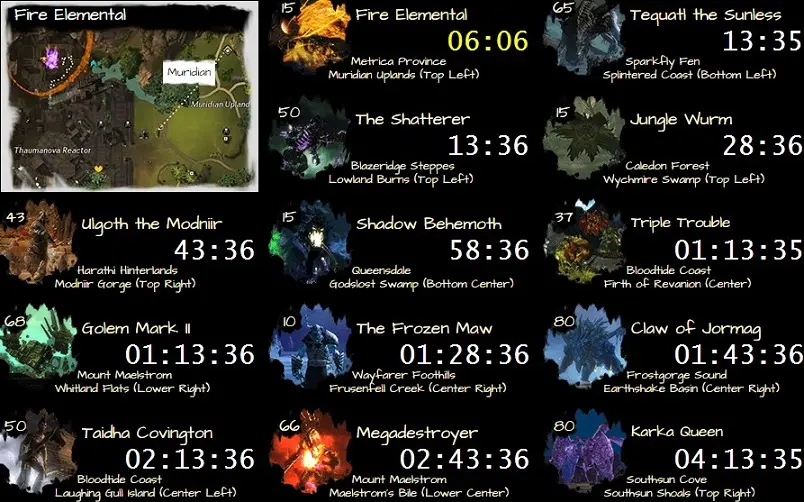 Fire Elemental
Muridian
Muridian Upland
Thaumanova Reactor
15
Fire Elemental
06:06
Metrica Province
Muridian Uplands (Top Left)
65
Tequatl the Sunless
13:35
Sparkfly Fen
Splintered Coast (Bottom Left)
50
The Shatterer
13:36
Blazeridge Steppes
Lowland Burns (Top Left)
15
Jungle Wurm
28:36
Caledon Forest
Wychmire Swamp (Top Left)
43
Ulgoth the Modniir
43:36
Harathi Hinterlands
Modniir Gorge (Top Right)
15
Shadow Behemoth
58:36
Queensdale
Godslost Swamp (Bottom Center)
37
Triple Trouble
01:13:35
Bloodtide Coast
Firth of Revanion (Center)
68
Golem Mark II
01:13:36
Mount Maelstrom
Whitland Flats (Lower Right)
10
The Frozen Maw
01:28:36
Wayfarer Foothills
Frusenfell Creek (Center Right)
80
Claw of Jormag
01:43:36
Frostgorge Sound
Earthshake Basin (Center Right)
50
Taidha Covington
02:13:36
Bloodtide Coast
Laughing Gull Island (Center Left)
66
Megadestroyer
02:43:36
Mount Maelstrom
Maelstrom's Bile (Lower Center)
80
Karka Queen
04:13:35
Southsun Cove
Southsun Shoals (Top Right)